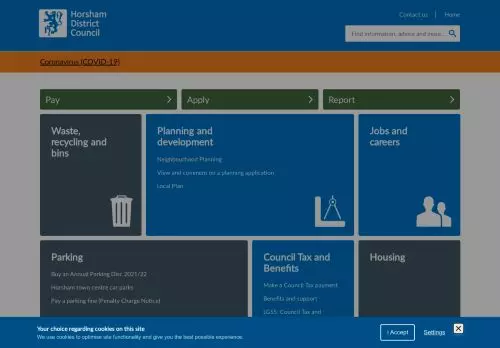 Horsham
District
Council
Contact us
Home
Find information, advice and more...
Coronavirus (COVID-19)
Pay
Apply
Report
Waste,
recycling and
bins
Planning and
development
Neighbourhood Planning
View and comment on a planning application
Local Plan
Jobs and
careers
Parking
Buy an Annual Parking Disc 2021/22
Horsham town centre car parks
Pay a parking fine (Penalty Charge Notice)
Council Tax and
Benefits
Make a Council Tax payment
Benefits and support
LGSS: Council Tax and
Housing
Your choice regarding cookies on this site
We use cookies to optimise site functionality and give you the best possible experience.
I Accept
Settings